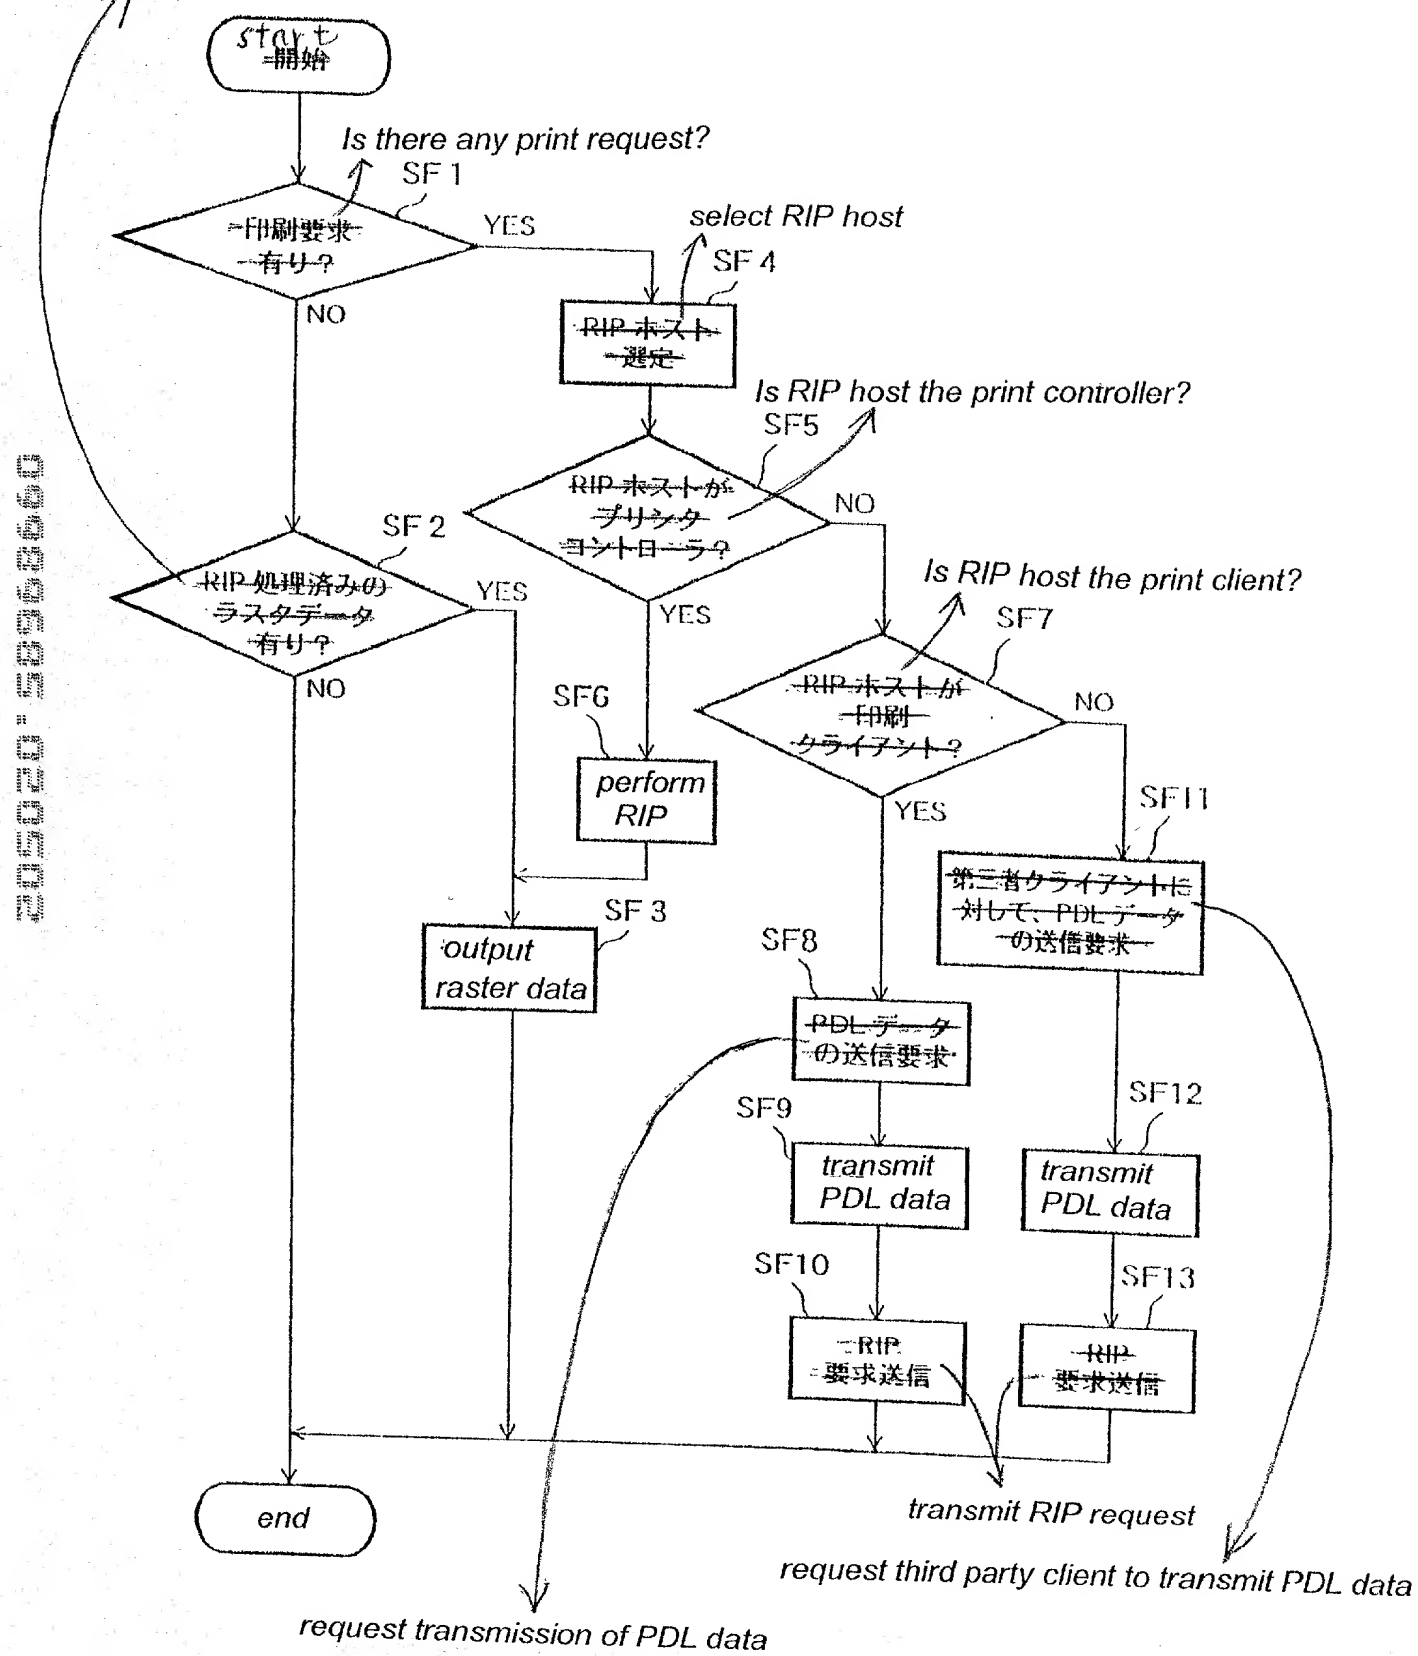 start
開始
Is there any print request?
SF 1
印刷要求
有り？
YES
NO
select RIP host
SF 4
RIP ホスト
選定
Is RIP host the print controller?
SF5
RIP ホストが
プリンタ
コントローラ？
NO
YES
SF 2
RIP 処理済みの
ラスタデータ
有り？
YES
NO
Is RIP host the print client?
SF7
RIP ホストが
印刷
クライアント？
NO
YES
SF6
perform
RIP
SF 3
output
raster data
SF11
第三者クライアントに
対して、PDL データ
の送信要求
SF8
PDL データ
の送信要求
SF9
transmit
PDL data
SF12
transmit
PDL data
SF10
RIP
要求送信
SF13
RIP
要求送信
end
transmit RIP request
request third party client to transmit PDL data
request transmission of PDL data